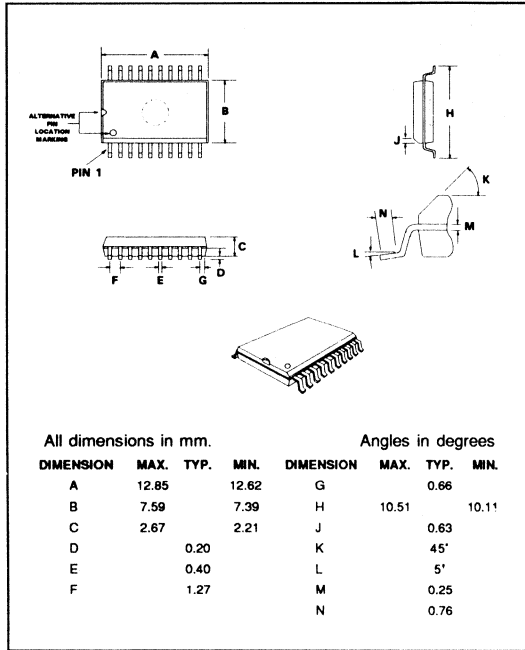 A
ALTERNATIVE
PIN
LOCATION
MARKING
B
PIN 1
H
J
K
N
M
L
C
D
F E G
All dimensions in mm. Angles in degrees
DIMENSION MAX. TYP. MIN. DIMENSION MAX. TYP. MIN.
A 12.85 12.62 G 0.66
B 7.59 7.39 H 10.51 10.11
C 2.67 2.21 J 0.63
D 0.20 K 45°
E 0.40 L 5°
F 1.27 M 0.25
N 0.76